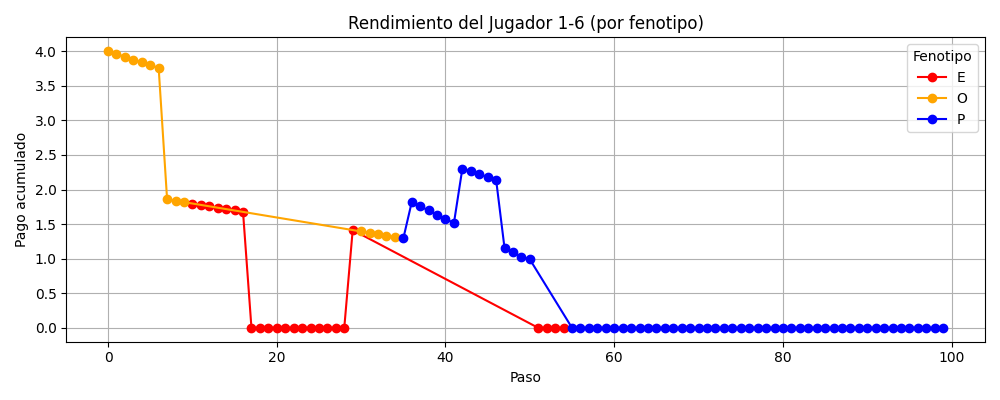 Rendimiento del Jugador 1-6 (por fenotipo)
Pago acumulado
4.0
3.5
3.0
2.5
2.0
1.5
1.0
0.5
0.0
Fenotipo
E
O
P
0
20
40
60
80
100
Paso